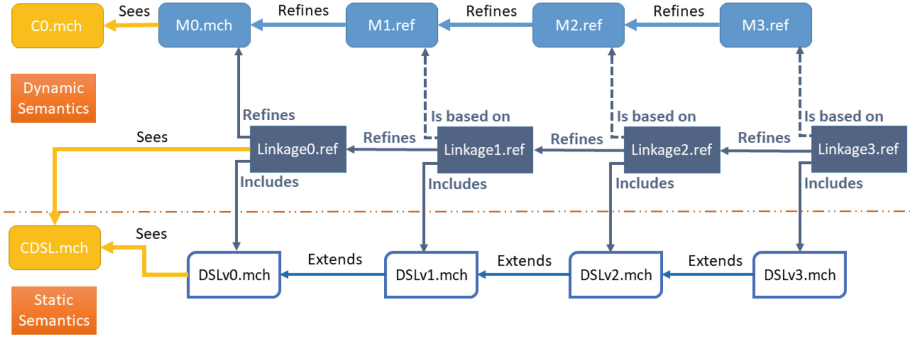 Sees
Refines
Refines
Refines
C0.mch
M0.mch
M1.ref
M2.ref
M3.ref
Dynamic
Semantics
Refines
Is based on
Is based on
Is based on
Sees
Linkage0.ref
Refines
Linkage1.ref
Refines
Linkage2.ref
Refines
Linkage3.ref
Includes
Includes
Includes
Includes
CDSL.mch
Sees
DSLv0.mch
Extends
DSLv1.mch
Extends
DSLv2.mch
Extends
DSLv3.mch
Static
Semantics